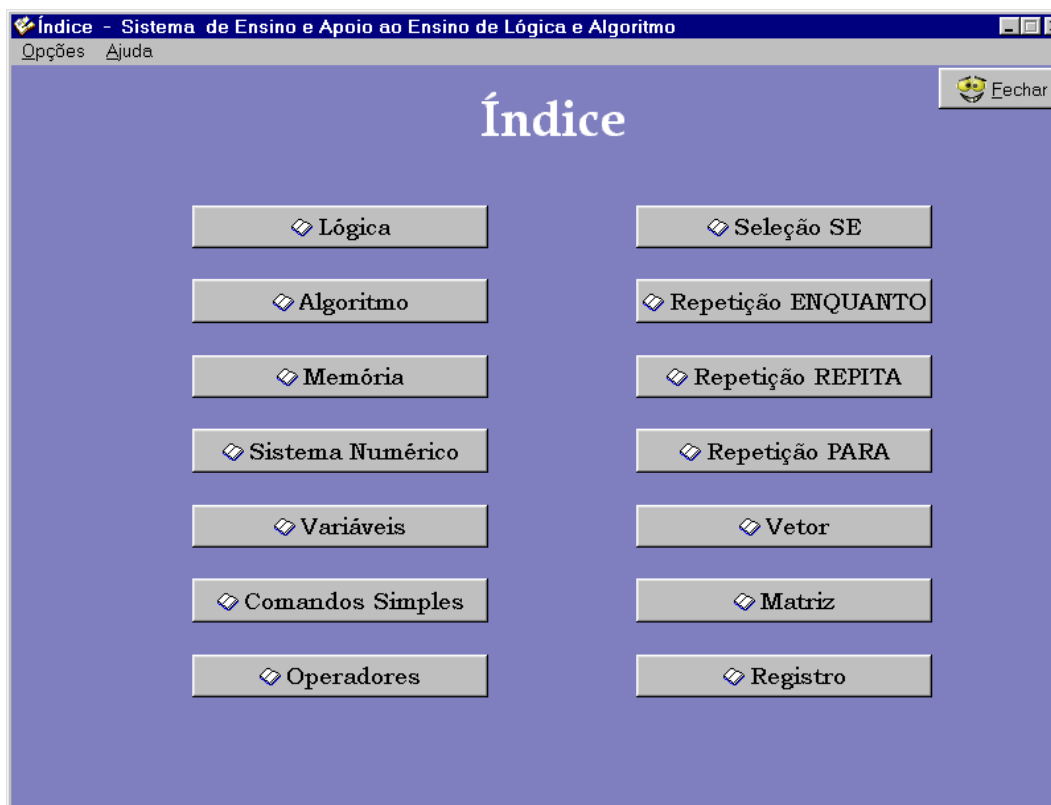 Índice - Sistema de Ensino e Apoio ao Ensino de Lógica e Algoritmo
Opções Ajuda
Fechar
Índice
Lógica
Algoritmo
Memória
Sistema Numérico
Variáveis
Comandos Simples
Operadores
Seleção SE
Repetição ENQUANTO
Repetição REPITA
Repetição PARA
Vetor
Matriz
Registro